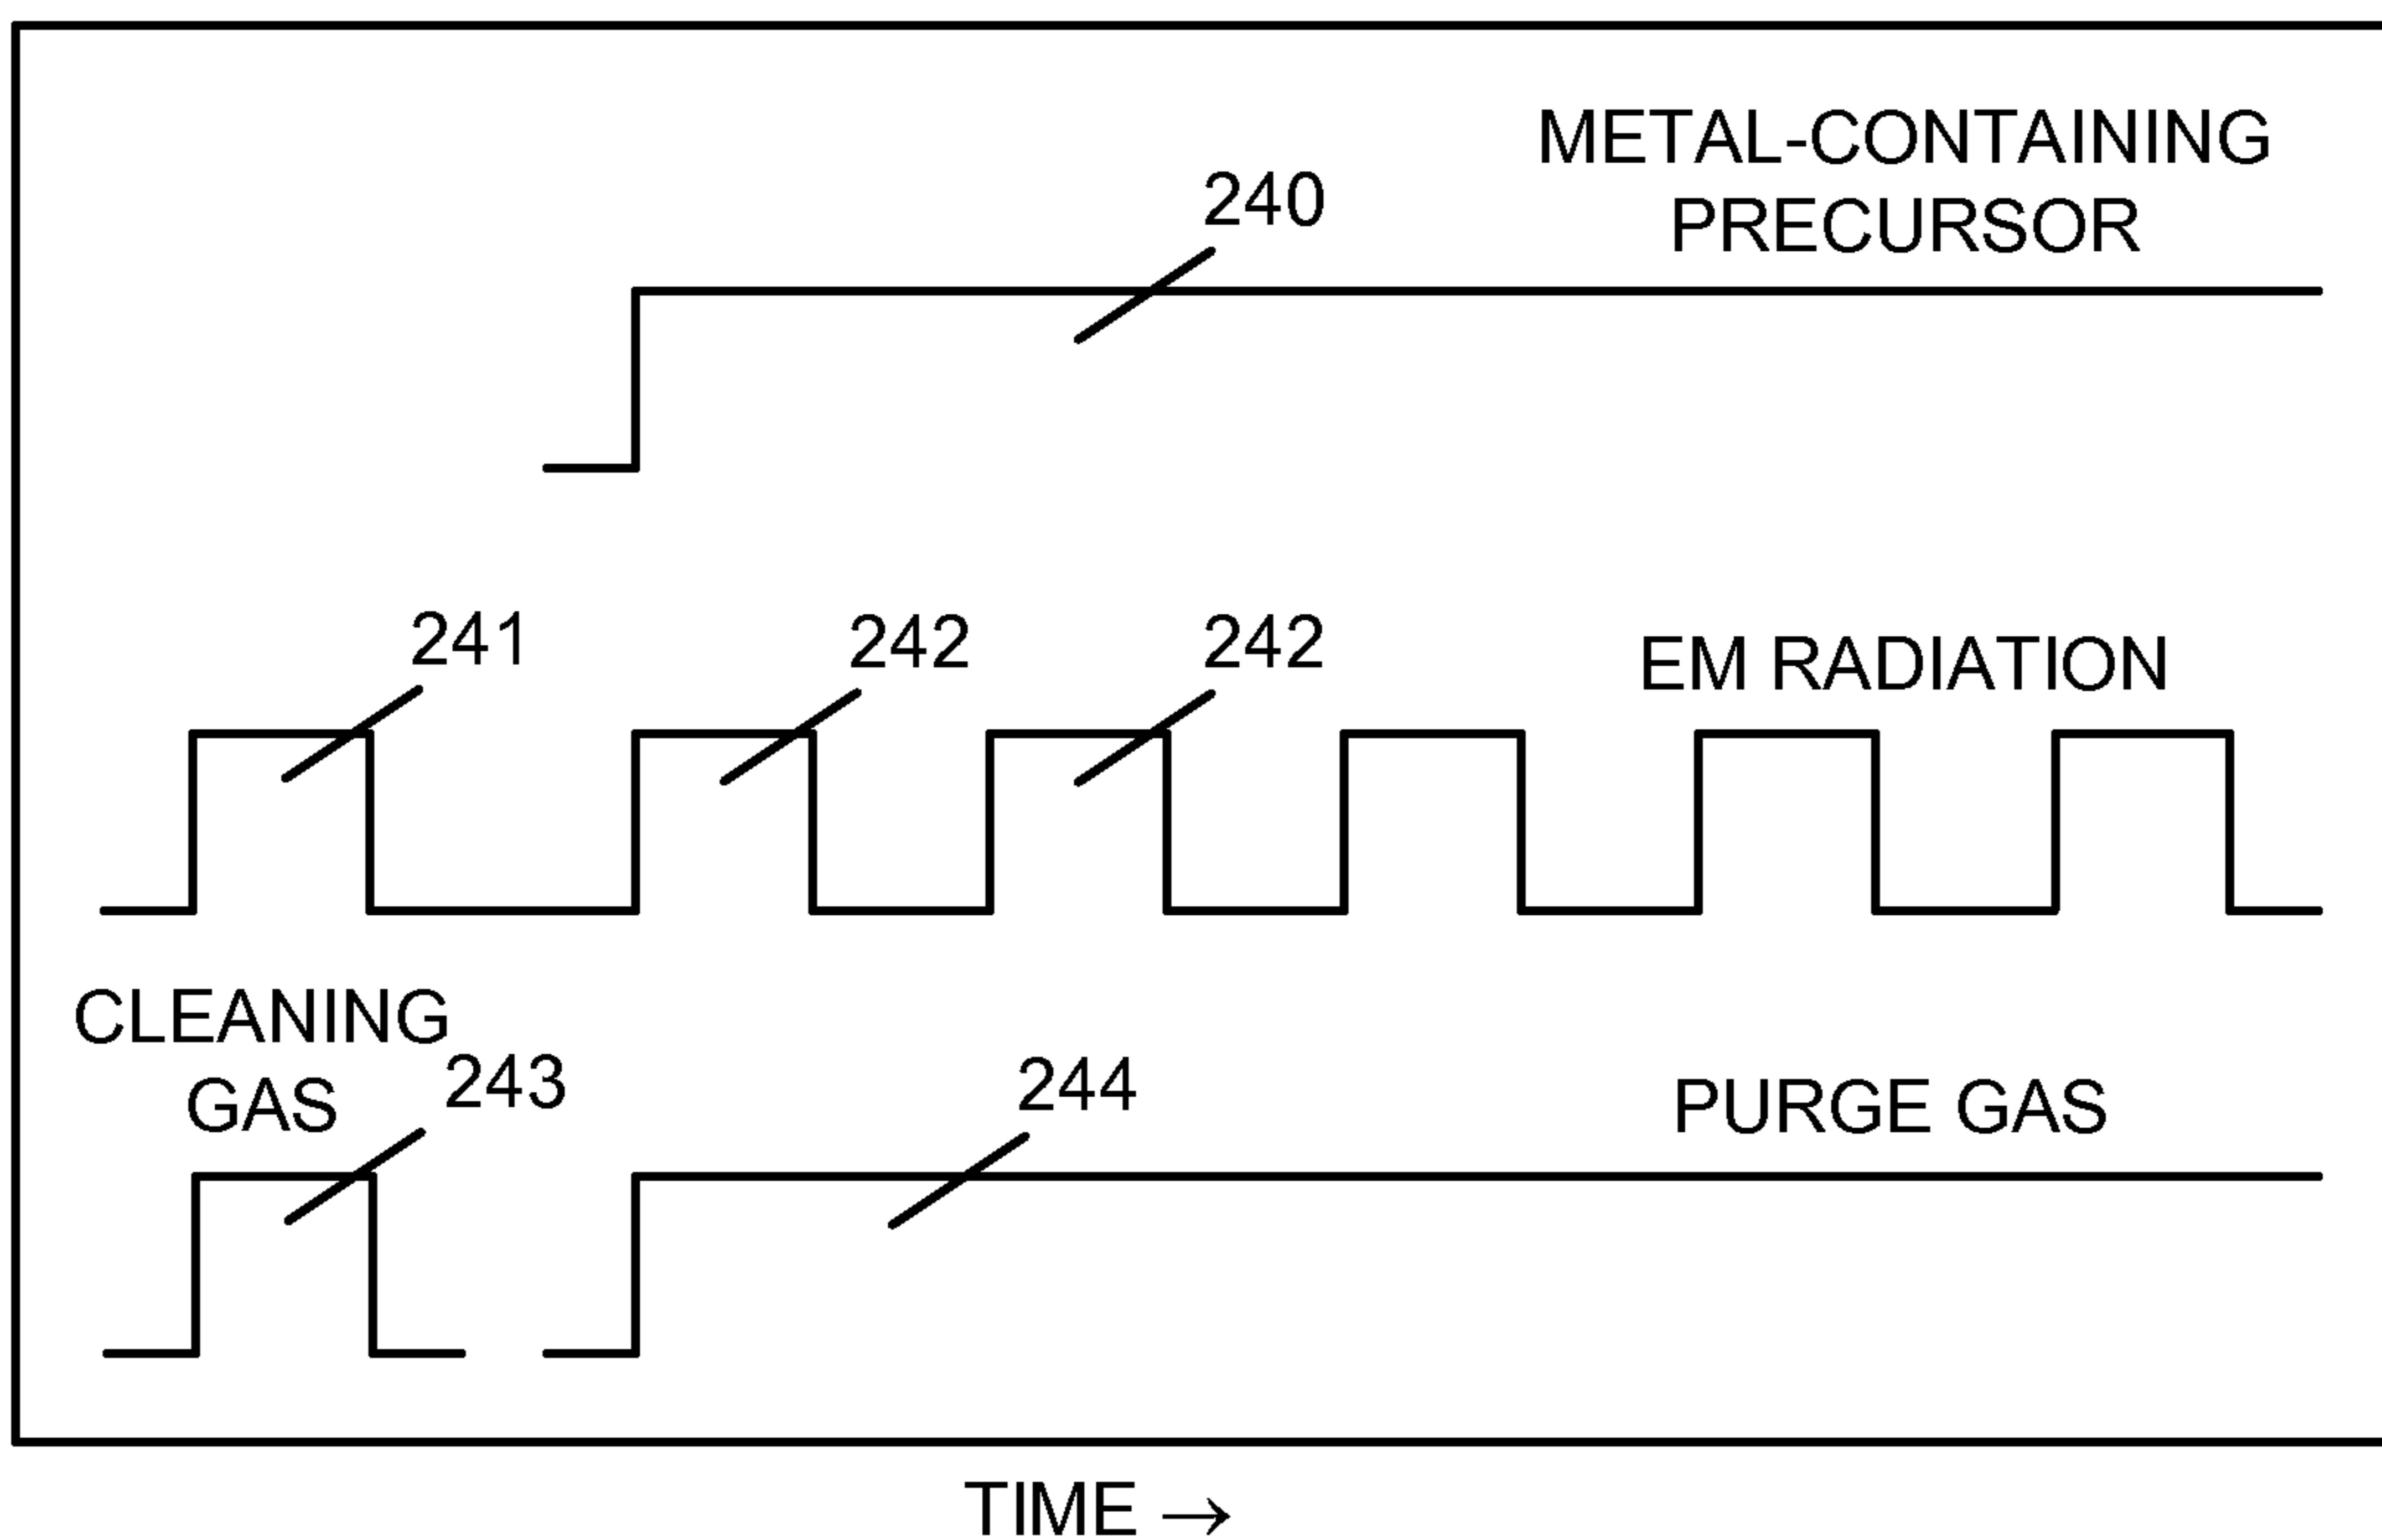 METAL-CONTAINING
PRECURSOR
240
241
242
242
EM RADIATION
CLEANING
GAS
243
244
PURGE GAS
TIME →